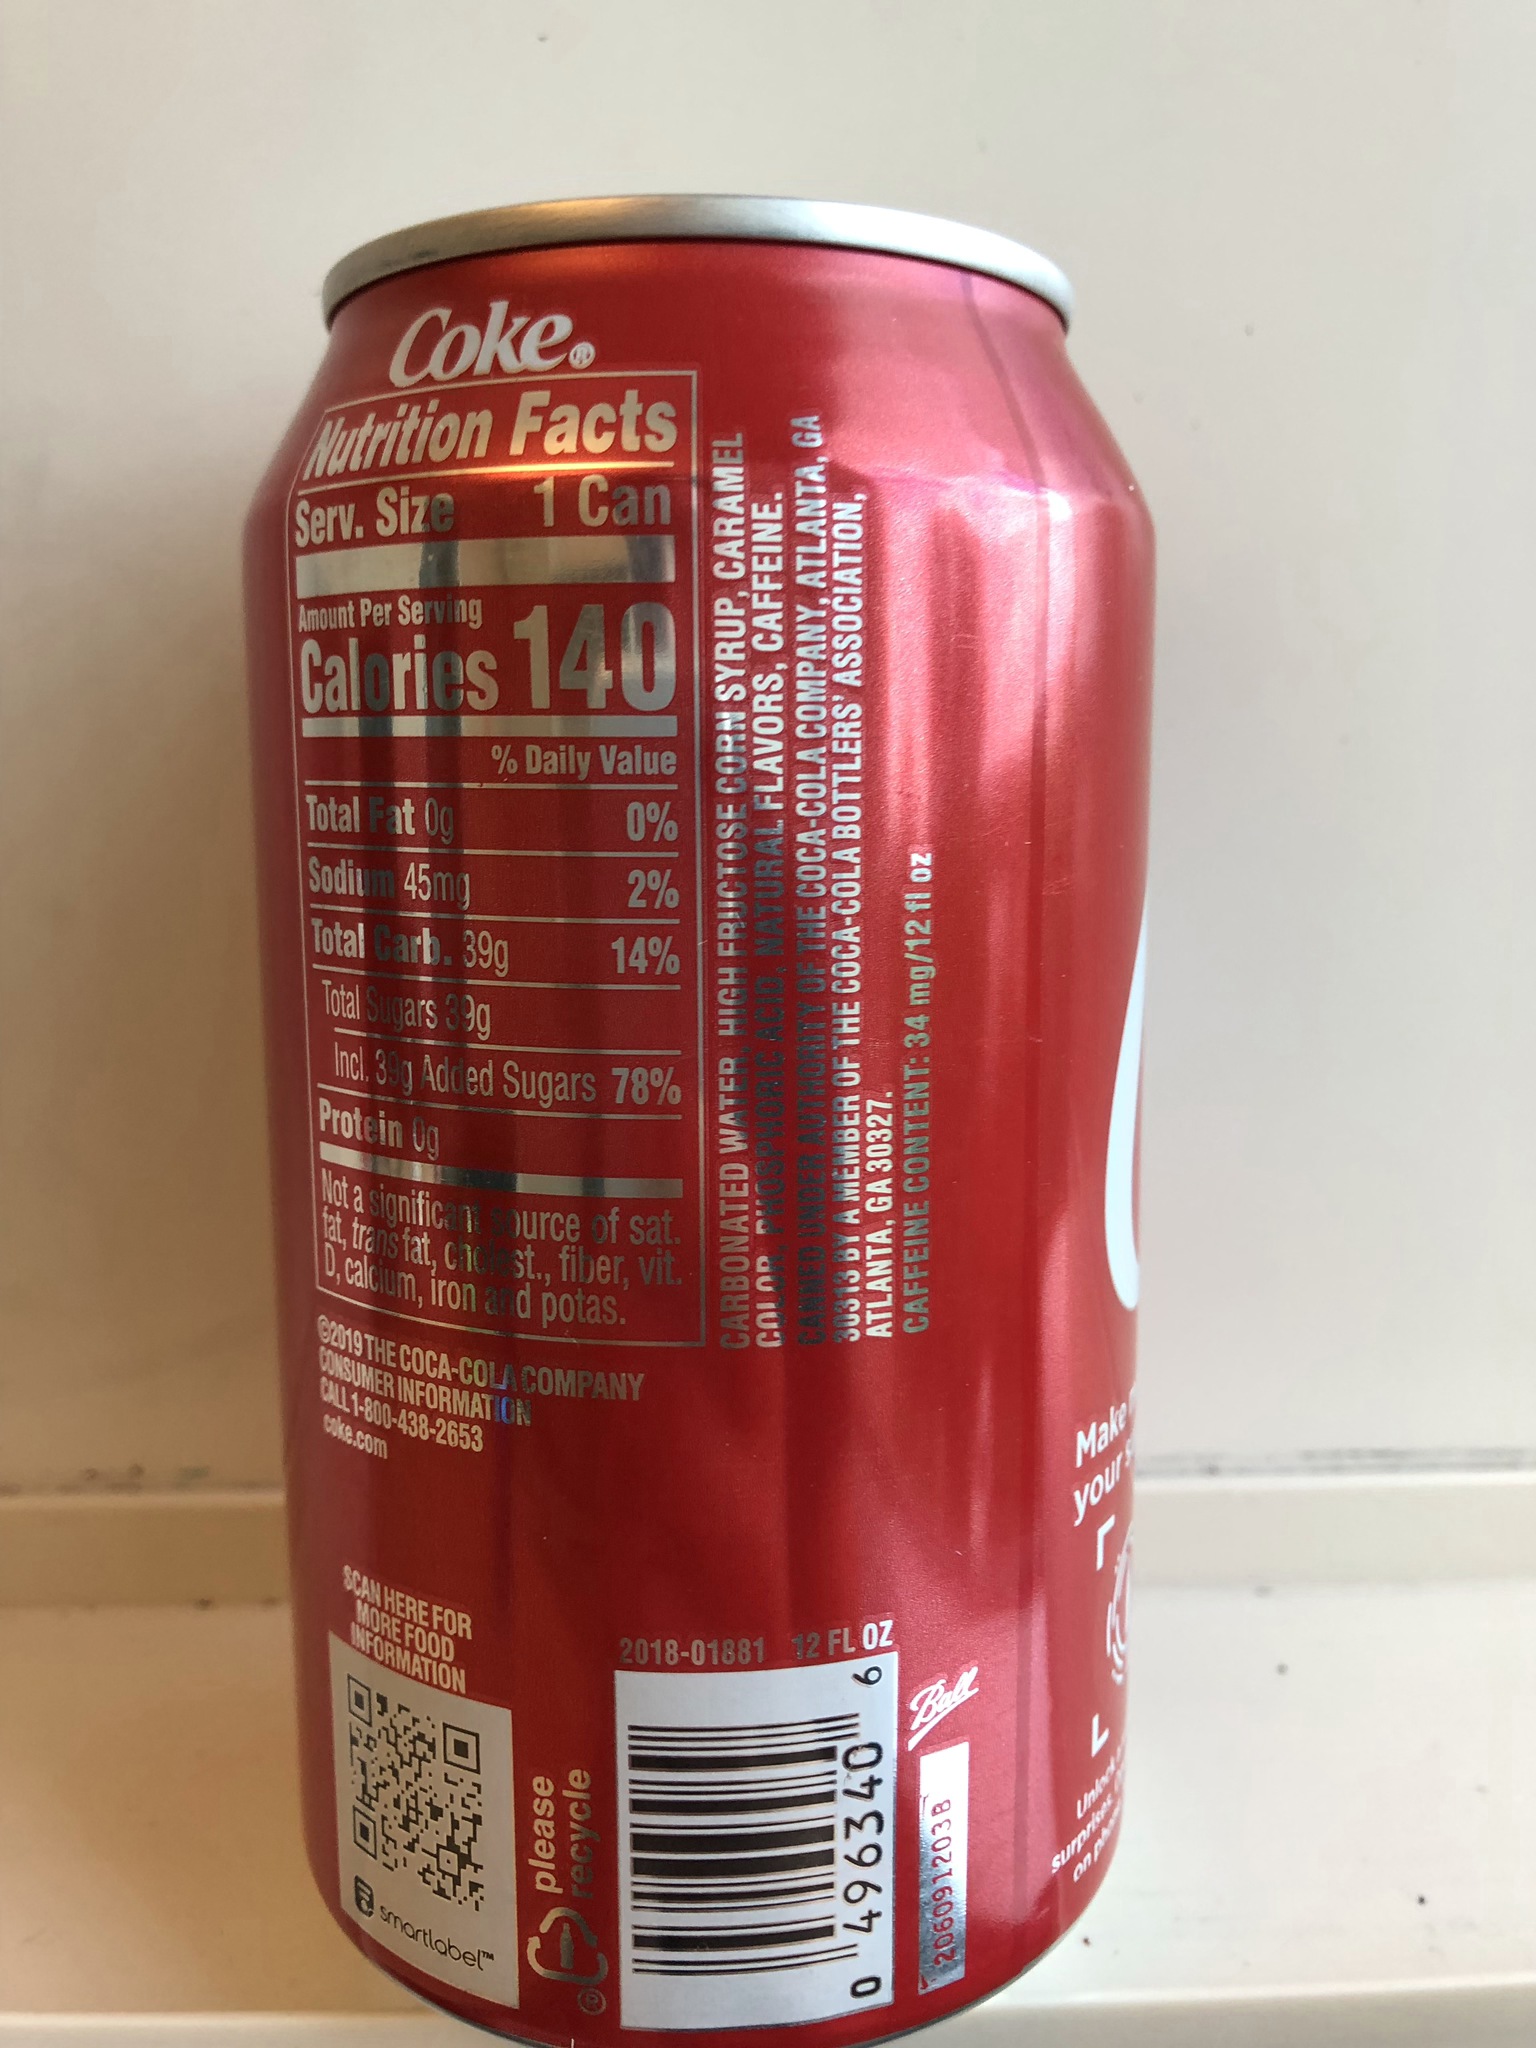 Coke®
Nutrition Facts
Serv. Size 1 Can
Amount Per Serving
Calories 140
% Daily Value
Total Fat 0g 0%
Sodium 45mg 2%
Total Carb. 39g 14%
Total Sugars 39g
Incl. 39g Added Sugars 78%
Protein 0g
Not a significant source of sat.
fat, trans fat, cholest., fiber, vit.
D, calcium, iron and potas.
CARBONATED WATER, HIGH FRUCTOSE CORN SYRUP, CARAMEL
COLOR, PHOSPHORIC ACID, NATURAL FLAVORS, CAFFEINE.
CANNED UNDER AUTHORITY OF THE COCA-COLA COMPANY, ATLANTA, GA
30313 BY A MEMBER OF THE COCA-COLA BOTTLERS' ASSOCIATION,
ATLANTA, GA 30327.
CAFFEINE CONTENT: 34 mg/12 fl oz
©2019 THE COCA-COLA COMPANY
CONSUMER INFORMATION
CALL 1-800-438-2653
coke.com
SCAN HERE FOR
MORE FOOD
INFORMATION
smartlabel™
please
recycle
®
2018-01881 12 FL OZ
0 496340 6
Ball
206091203B
Make
your
Unlock
surprises.
on